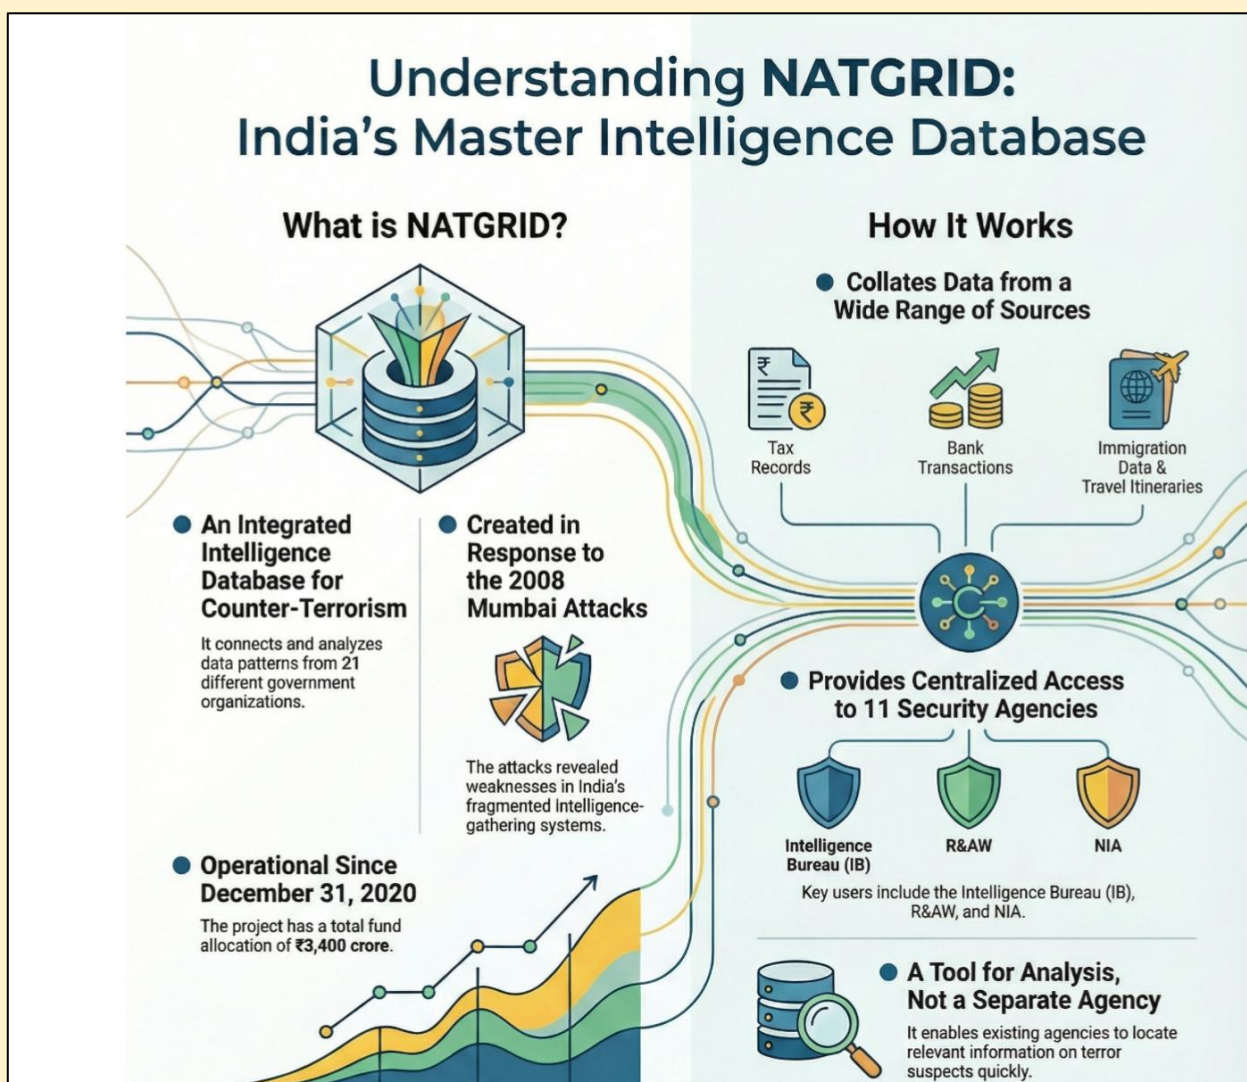 Understanding NATGRID:
India's Master Intelligence Database
What is NATGRID?
An Integrated
Intelligence
Database for
Counter-Terrorism
It connects and analyzes
data patterns from 21
different government
organizations.
Created in
Response to
the 2008
Mumbai Attacks
The attacks revealed
weaknesses in India's
fragmented Intelligence-
gathering systems.
Operational Since
December 31, 2020
The project has a total fund
allocation of ₹3,400 crore.
How It Works
Collates Data from a
Wide Range of Sources
₹
₹
Tax
Records
Bank
Transactions
Immigration
Data &
Travel Itineraries
Provides Centralized Access
to 11 Security Agencies
Intelligence
Bureau (IB)
R&AW
NIA
Key users include the Intelligence Bureau (IB),
R&AW, and NIA.
A Tool for Analysis,
Not a Separate Agency
It enables existing agencies to locate
relevant information on terror
suspects quickly.